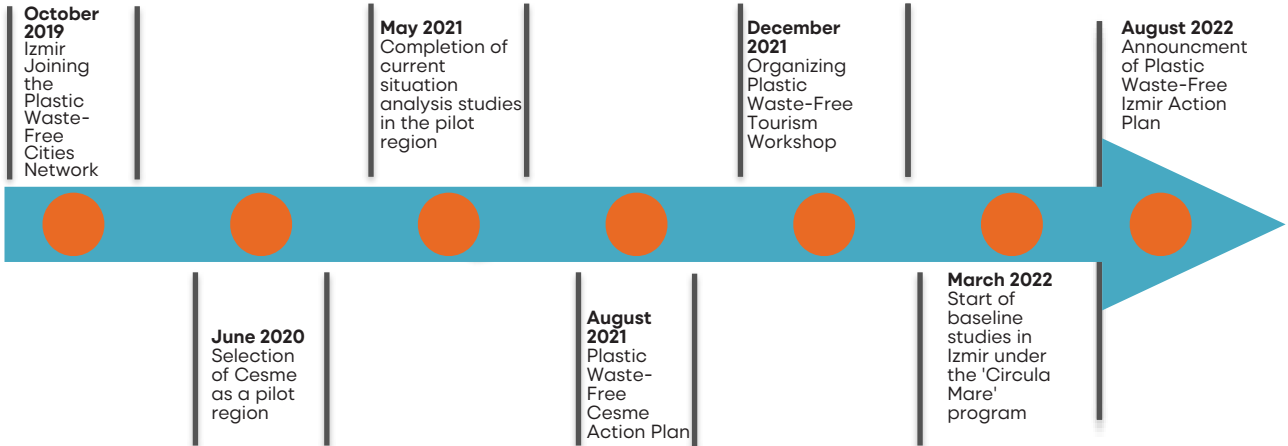 October
2019
Izmir
Joining
the
Plastic
Waste-
Free
Cities
Network
June 2020
Selection
of Cesme
as a pilot
region
May 2021
Completion of
current
situation
analysis studies
in the pilot
region
August
2021
Plastic
Waste-
Free
Cesme
Action Plan
December
2021
Organizing
Plastic
Waste-Free
Tourism
Workshop
March 2022
Start of
baseline
studies in
Izmir under
the 'Circula
Mare'
program
August 2022
Announcment
of Plastic
Waste-Free
Izmir Action
Plan